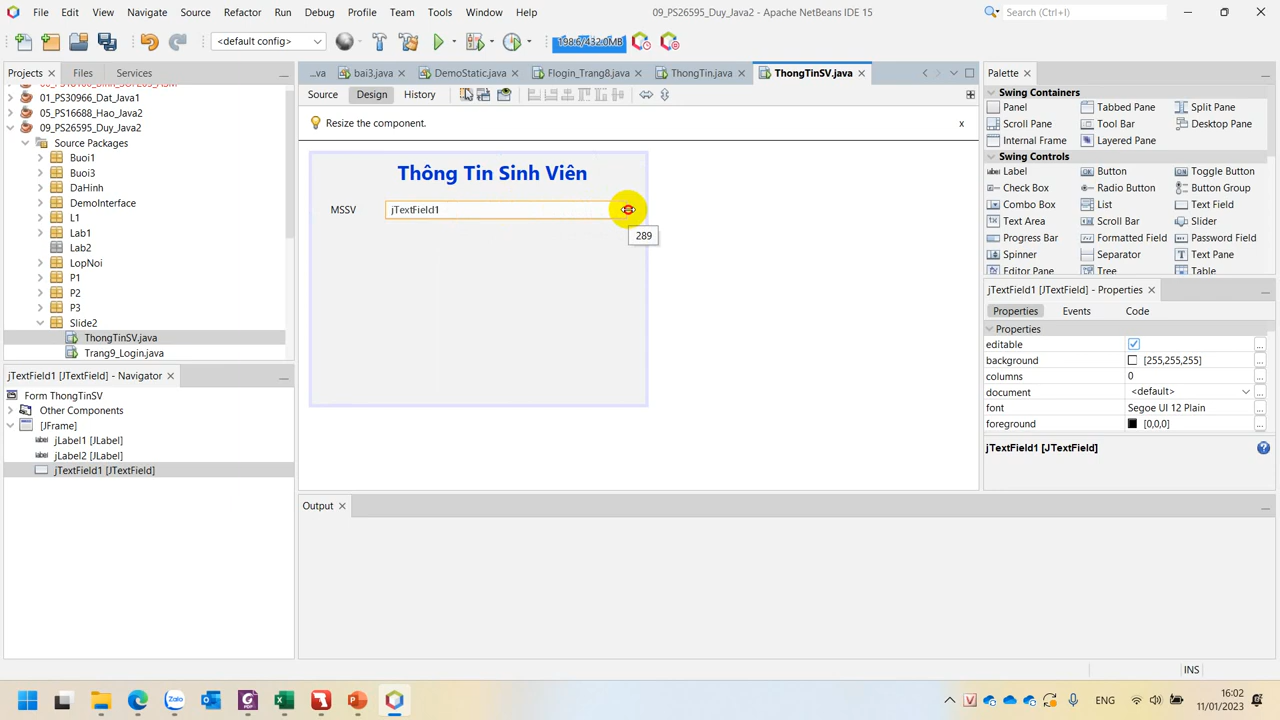 File Edit View Navigate Source Refactor Run Debug Profile Team Tools Window Help
09_PS26595_Duy_Java2 - Apache NetBeans IDE 15
Search (Ctrl+I)
<default config>
198.6/432.0MB
Projects Files Services
01_PS30966_Dat_Java1
05_PS16688_Hao_Java2
09_PS26595_Duy_Java2
Source Packages
Buoi1
Buoi3
DaHinh
DemoInterface
L1
Lab1
Lab2
LopNoi
P1
P2
P3
Slide2
ThongTinSV.java
Trang9_Login.java
jTextField1 [JTextField] - Navigator
Form ThongTinSV
Other Components
[JFrame]
jLabel1 [JLabel]
jLabel2 [JLabel]
jTextField1 [JTextField]
...va bai3.java DemoStatic.java Flogin_Trang8.java ThongTin.java ThongTinSV.java
Source Design History
Resize the component.
x
Thông Tin Sinh Viên
MSSV jTextField1
289
Output
Palette
Swing Containers
Panel Tabbed Pane Split Pane
Scroll Pane Tool Bar Desktop Pane
Internal Frame Layered Pane
Swing Controls
Label Button Toggle Button
Check Box Radio Button Button Group
Combo Box List Text Field
Text Area Scroll Bar Slider
Progress Bar Formatted Field Password Field
Spinner Separator Text Pane
Editor Pane Tree Table
jTextField1 [JTextField] - Properties
Properties Events Code
Properties
editable ...
background [255,255,255] ...
columns 0 ...
document <default> ...
font Segoe UI 12 Plain ...
foreground [0,0,0] ...
jTextField1 [JTextField]
INS
ENG
16:02
11/01/2023